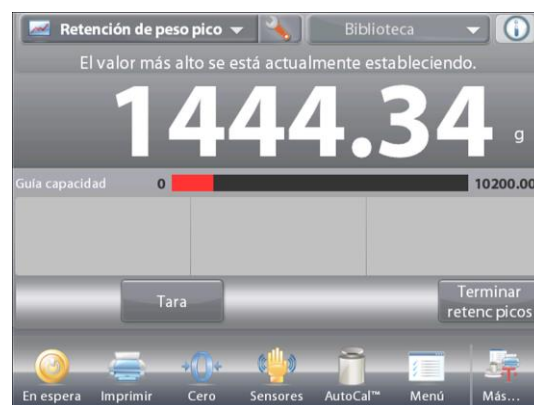 Retención de peso pico
Biblioteca
El valor más alto se está actualmente estableciendo.
1444.34 g
Guía capacidad 0 10200.00
Tara
Terminar
retenc picos
En espera Imprimir Cero Sensores AutoCal™ Menú Más...